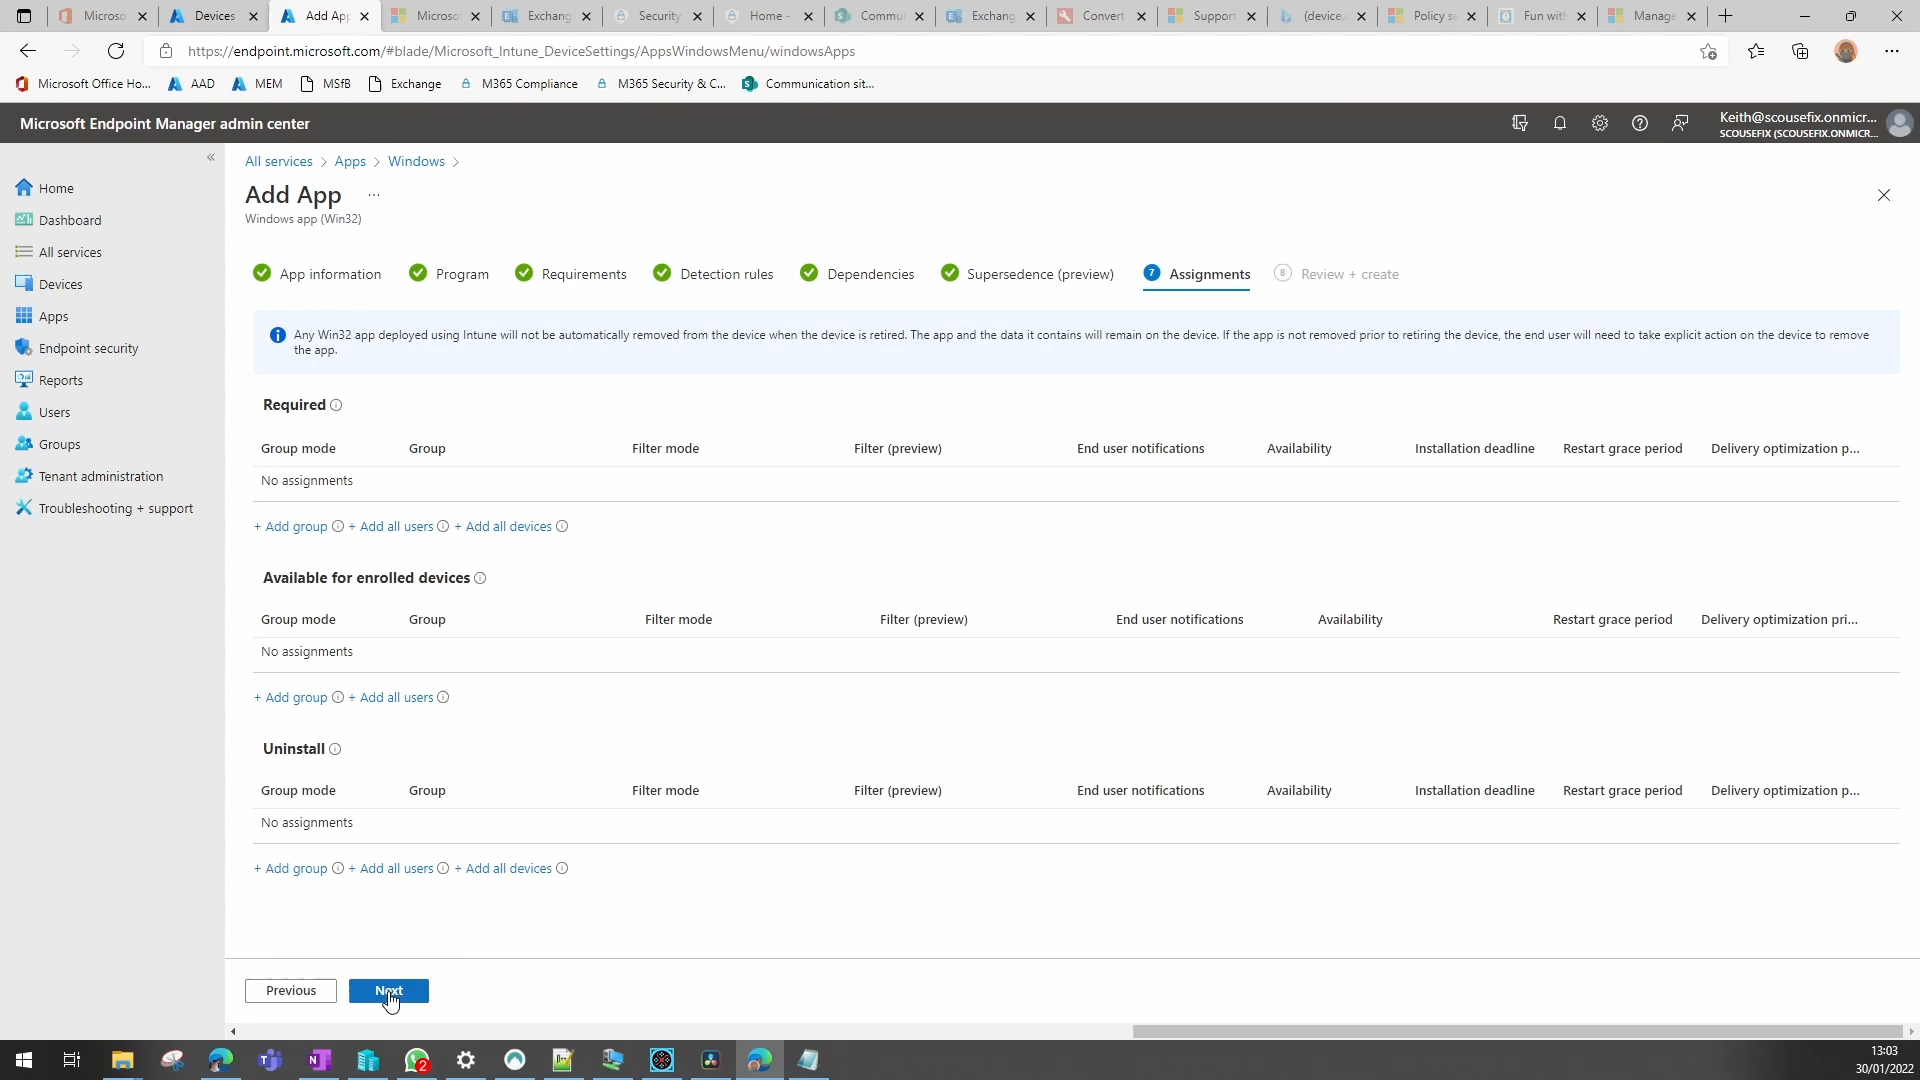 Microso
Devices
Add Ap
Microso
Exchang
Security
Home -
Commu
Exchang
Convert
Support
(device.
Policy se
Fun with
Manage
https://endpoint.microsoft.com/#blade/Microsoft_Intune_DeviceSettings/AppsWindowsMenu/windowsApps
Microsoft Office Ho...
AAD
MEM
MSfB
Exchange
M365 Compliance
M365 Security & C...
Communication sit...
Microsoft Endpoint Manager admin center
Keith@scousefix.onmicr...
SCOUSEFIX (SCOUSEFIX.ONMICR...
Home
Dashboard
All services
Devices
Apps
Endpoint security
Reports
Users
Groups
Tenant administration
Troubleshooting + support
All services > Apps > Windows >
Add App ...
Windows app (Win32)
App information
Program
Requirements
Detection rules
Dependencies
Supersedence (preview)
7 Assignments
8 Review + create
Any Win32 app deployed using Intune will not be automatically removed from the device when the device is retired. The app and the data it contains will remain on the device. If the app is not removed prior to retiring the device, the end user will need to take explicit action on the device to remove
the app.
Required
Group mode Group Filter mode Filter (preview) End user notifications Availability Installation deadline Restart grace period Delivery optimization p...
No assignments
+ Add group + Add all users + Add all devices
Available for enrolled devices
Group mode Group Filter mode Filter (preview) End user notifications Availability Restart grace period Delivery optimization pri...
No assignments
+ Add group + Add all users
Uninstall
Group mode Group Filter mode Filter (preview) End user notifications Availability Installation deadline Restart grace period Delivery optimization p...
No assignments
+ Add group + Add all users + Add all devices
Previous
Next
2
13:03
30/01/2022